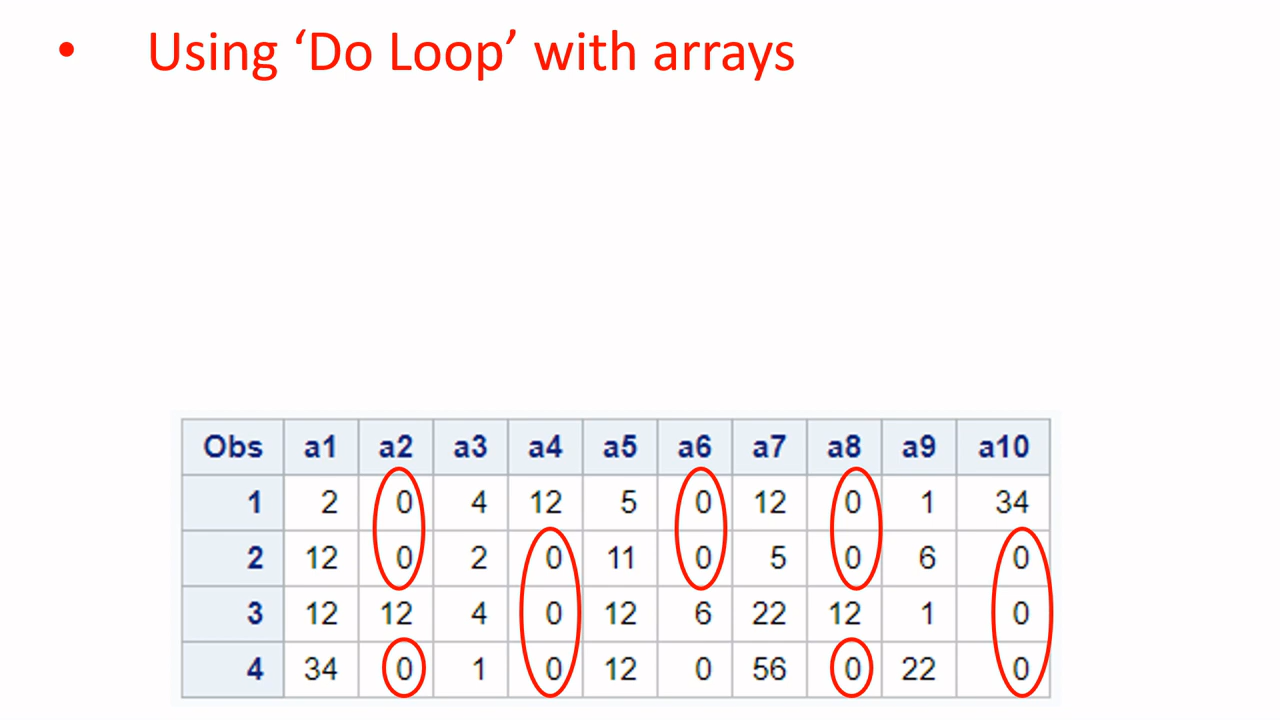 • Using ‘Do Loop’ with arrays
Obs a1 a2 a3 a4 a5 a6 a7 a8 a9 a10
1 2 0 4 12 5 0 12 0 1 34
2 12 0 2 0 11 0 5 0 6 0
3 12 12 4 0 12 6 22 12 1 0
4 34 0 1 0 12 0 56 0 22 0